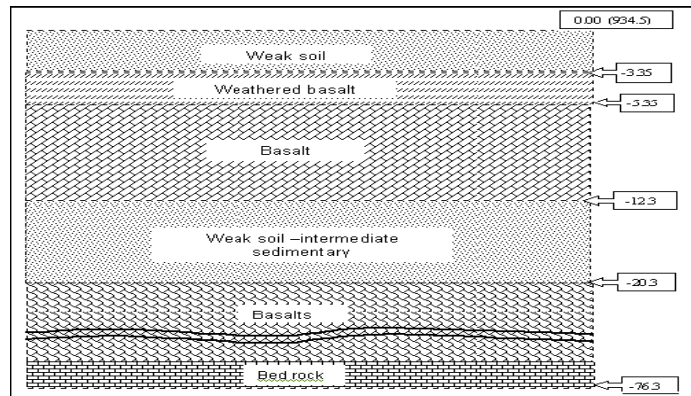 0.00 (934.5)
Weak soil
-3.35
Weathered basalt
-5.35
Basalt
-12.3
Weak soil –intermediate
sedimentary
-20.3
Basalts
Bed rock
-76.3